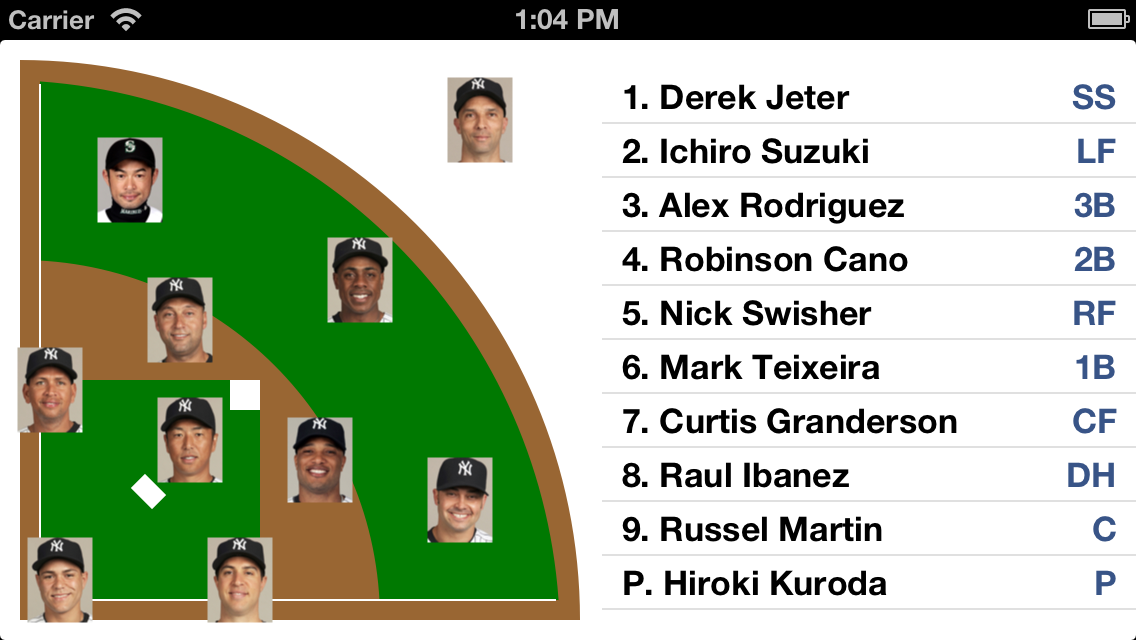 Carrier 1:04 PM
1. Derek Jeter SS
2. Ichiro Suzuki LF
3. Alex Rodriguez 3B
4. Robinson Cano 2B
5. Nick Swisher RF
6. Mark Teixeira 1B
7. Curtis Granderson CF
8. Raul Ibanez DH
9. Russel Martin C
P. Hiroki Kuroda P